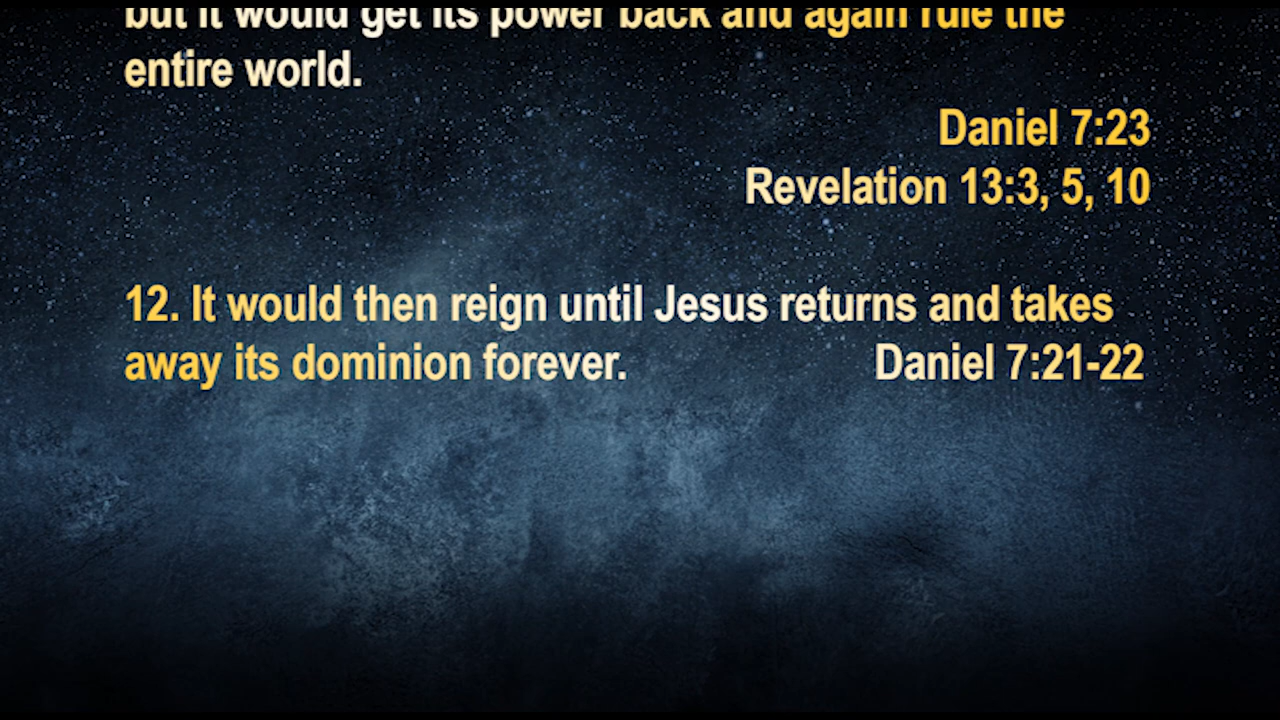 but it would get its power back and again rule the
entire world.
Daniel 7:23
Revelation 13:3, 5, 10
12. It would then reign until Jesus returns and takes
away its dominion forever. Daniel 7:21-22